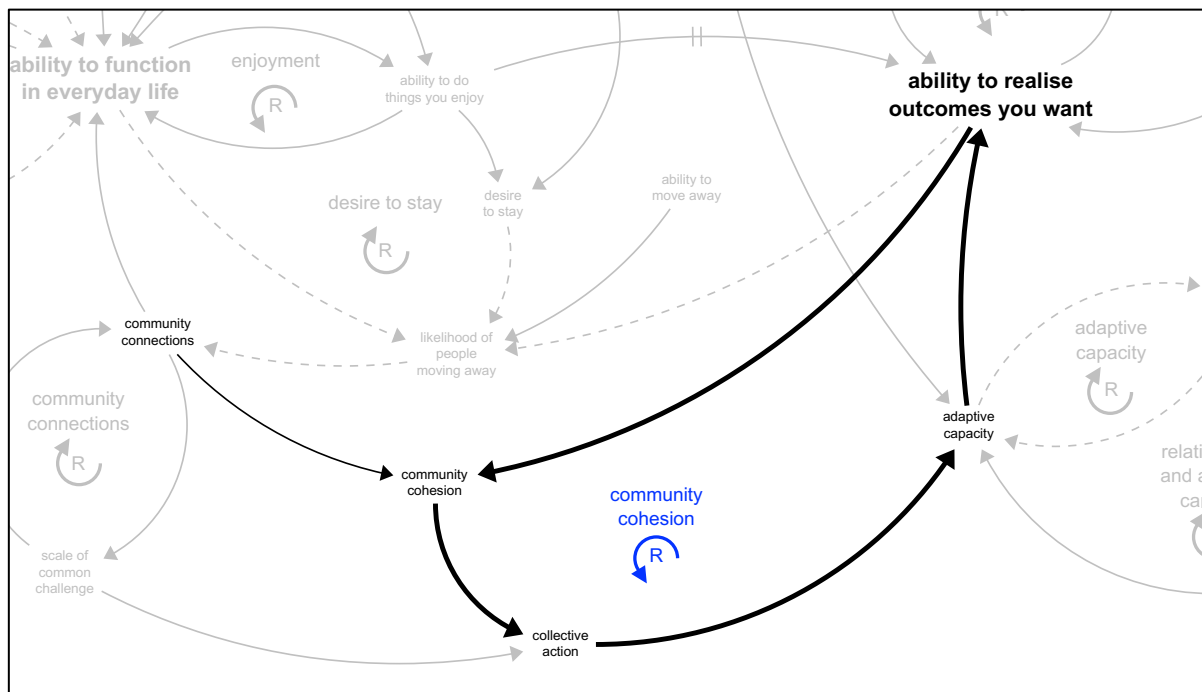 R
ability to function
in everyday life
enjoyment
R
ability to do
things you enjoy
ability to realise
outcomes you want
desire to stay
R
desire
to stay
ability to
move away
community
connections
likelihood of
people
moving away
adaptive
capacity
R
community
connections
R
adaptive
capacity
community
cohesion
community
cohesion
R
scale of
common
challenge
collective
action